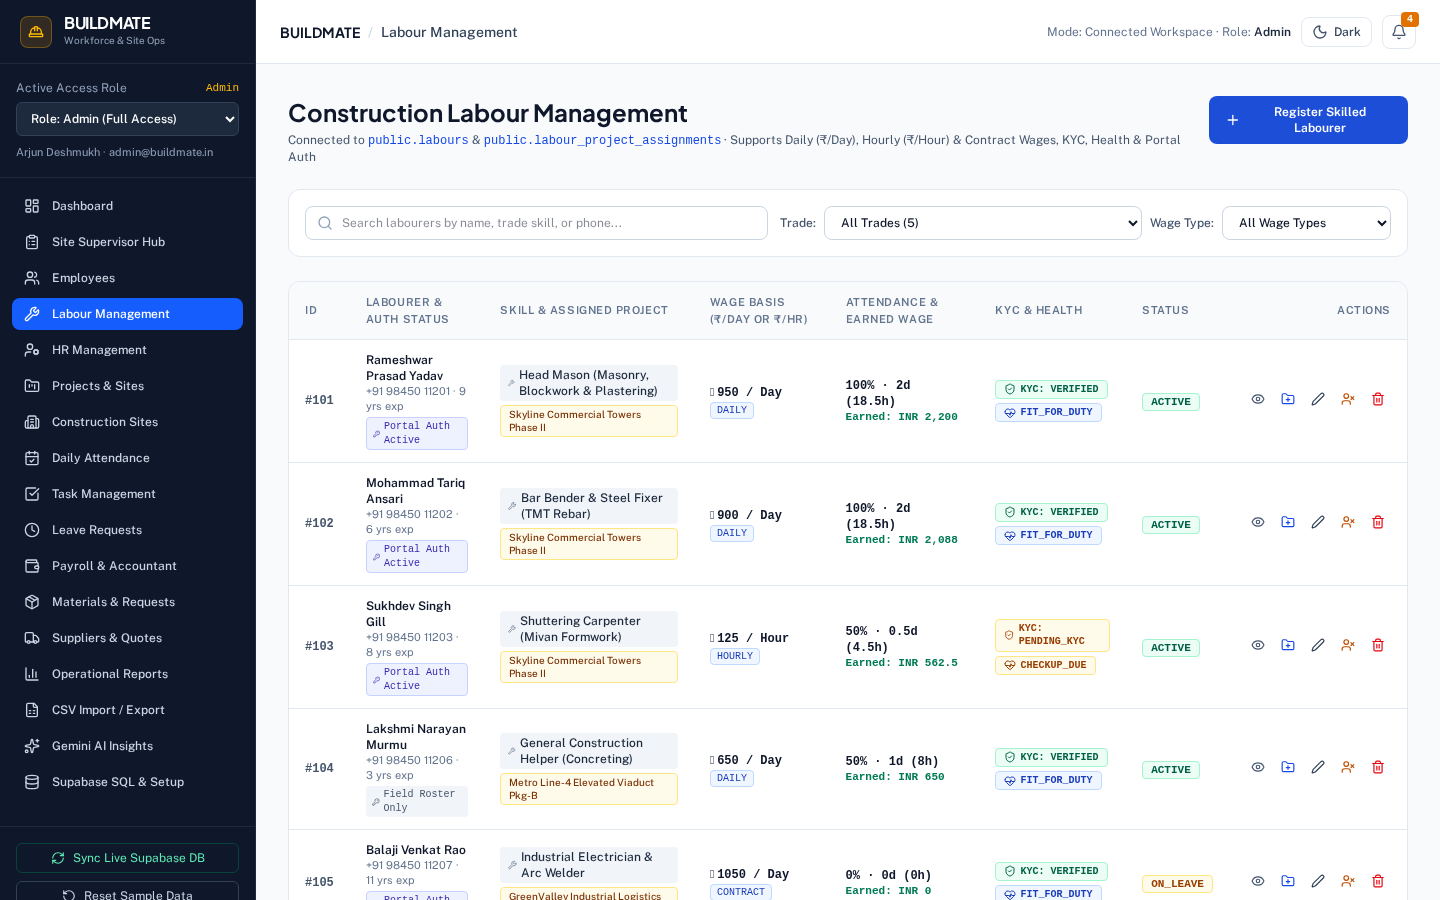 BUILDMATE
Workforce & Site Ops
Active Access Role
Admin
Role: Admin (Full Access)
Arjun Deshmukh · admin@buildmate.in
Dashboard
Site Supervisor Hub
Employees
Labour Management
HR Management
Projects & Sites
Construction Sites
Daily Attendance
Task Management
Leave Requests
Payroll & Accountant
Materials & Requests
Suppliers & Quotes
Operational Reports
CSV Import / Export
Gemini AI Insights
Supabase SQL & Setup
Sync Live Supabase DB
Reset Sample Data
BUILDMATE / Labour Management
Mode: Connected Workspace · Role: Admin
Dark
4
Construction Labour Management
Connected to public.labours & public.labour_project_assignments · Supports Daily (₹/Day), Hourly (₹/Hour) & Contract Wages, KYC, Health & Portal
Auth
Register Skilled
Labourer
Search labourers by name, trade skill, or phone...
Trade:
All Trades (5)
Wage Type:
All Wage Types
ID
LABOURER &
AUTH STATUS
SKILL & ASSIGNED PROJECT
WAGE BASIS
(₹/DAY OR ₹/HR)
ATTENDANCE &
EARNED WAGE
KYC & HEALTH
STATUS
ACTIONS
#101
Rameshwar
Prasad Yadav
+91 98450 11201 · 9
yrs exp
Portal Auth
Active
Head Mason (Masonry,
Blockwork & Plastering)
Skyline Commercial Towers
Phase II
950 / Day
DAILY
100% · 2d
(18.5h)
Earned: INR 2,200
KYC: VERIFIED
FIT_FOR_DUTY
ACTIVE
#102
Mohammad Tariq
Ansari
+91 98450 11202 ·
6 yrs exp
Portal Auth
Active
Bar Bender & Steel Fixer
(TMT Rebar)
Skyline Commercial Towers
Phase II
900 / Day
DAILY
100% · 2d
(18.5h)
Earned: INR 2,088
KYC: VERIFIED
FIT_FOR_DUTY
ACTIVE
#103
Sukhdev Singh
Gill
+91 98450 11203 ·
8 yrs exp
Portal Auth
Active
Shuttering Carpenter
(Mivan Formwork)
Skyline Commercial Towers
Phase II
125 / Hour
HOURLY
50% · 0.5d
(4.5h)
Earned: INR 562.5
KYC:
PENDING_KYC
CHECKUP_DUE
ACTIVE
#104
Lakshmi Narayan
Murmu
+91 98450 11206 ·
3 yrs exp
Field Roster
Only
General Construction
Helper (Concreting)
Metro Line-4 Elevated Viaduct
Pkg-B
650 / Day
DAILY
50% · 1d (8h)
Earned: INR 650
KYC: VERIFIED
FIT_FOR_DUTY
ACTIVE
#105
Balaji Venkat Rao
+91 98450 11207 ·
11 yrs exp
Portal Auth
Industrial Electrician &
Arc Welder
GreenValley Industrial Logistics
1050 / Day
CONTRACT
0% · 0d (0h)
Earned: INR 0
KYC: VERIFIED
FIT_FOR_DUTY
ON_LEAVE